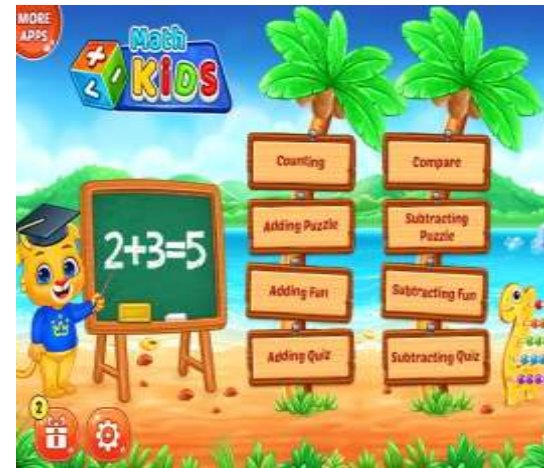 MORE
APPS
Math
KiDS
Counting
Compare
Adding Puzzle
Subtracting
Puzzle
2+3=5
Adding Fun
Subtracting Fun
Adding Quiz
Subtracting Quiz
2